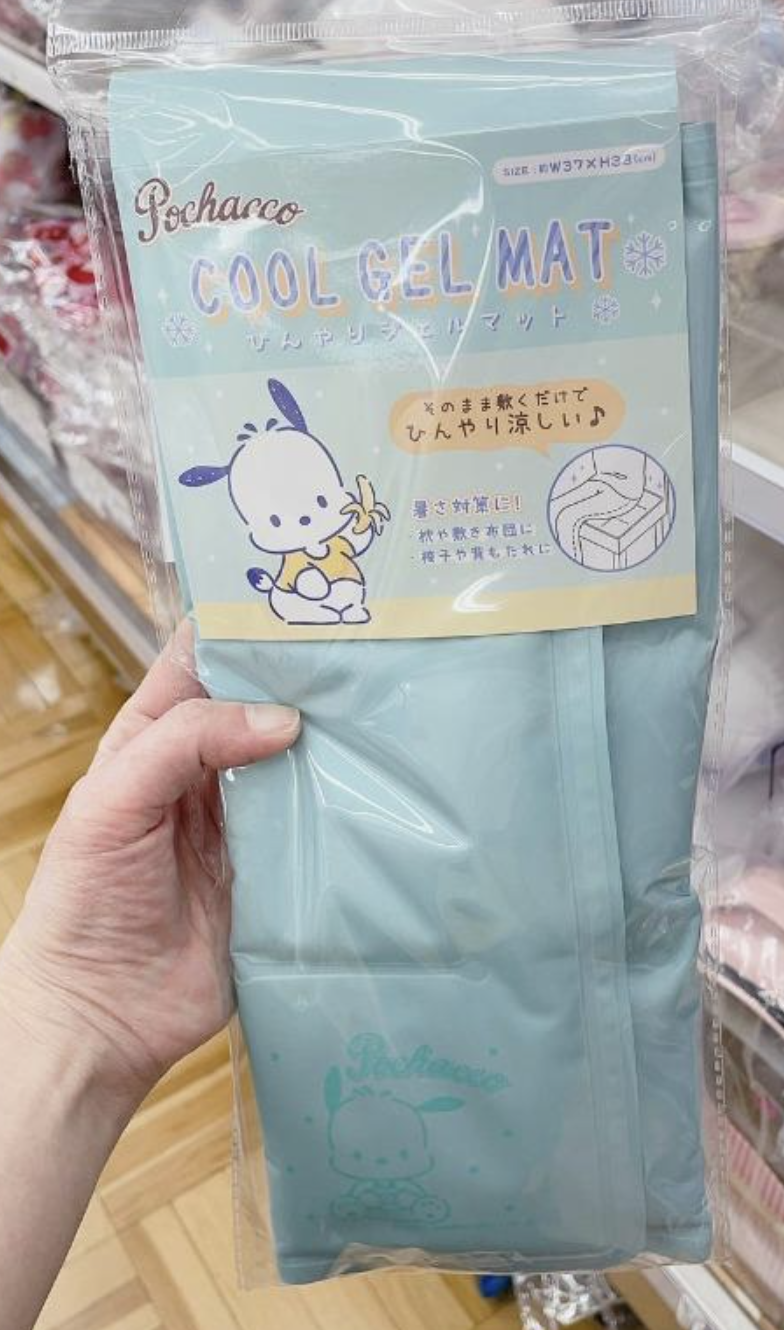 Pochacco
SIZE:約W37×H33(cm)
COOL GEL MAT
ひんやりジェルマット
そのまま敷くだけで
ひんやり涼しい♪
暑さ対策に!
・枕や敷き布団に
・椅子や背もたれに
Pochacco